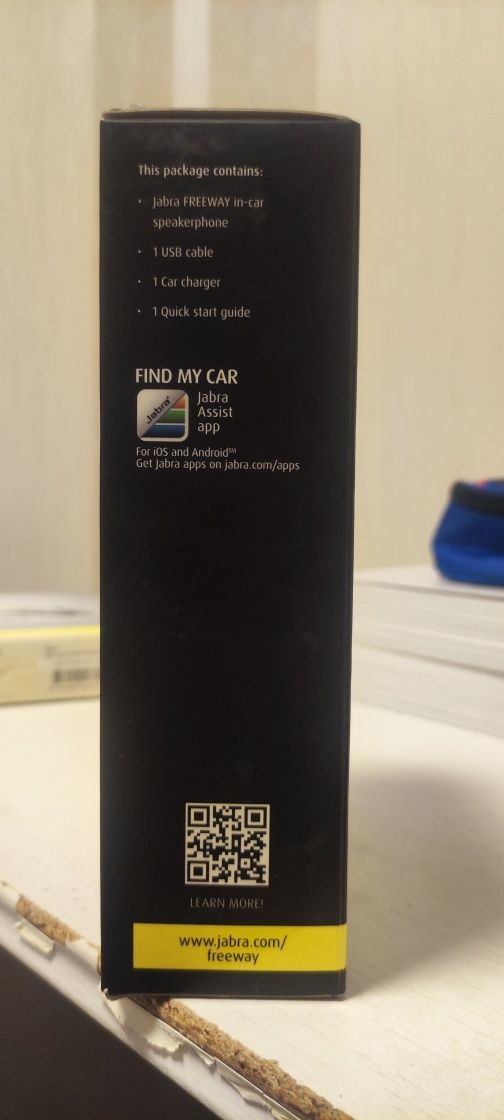 This package contains:
· Jabra FREEWAY in-car
speakerphone
· 1 USB cable
· 1 Car charger
· 1 Quick start guide
FIND MY CAR
Jabra
Jabra
Assist
app
For iOS and Android™
Get Jabra apps on jabra.com/apps
LEARN MORE!
www.jabra.com/
freeway